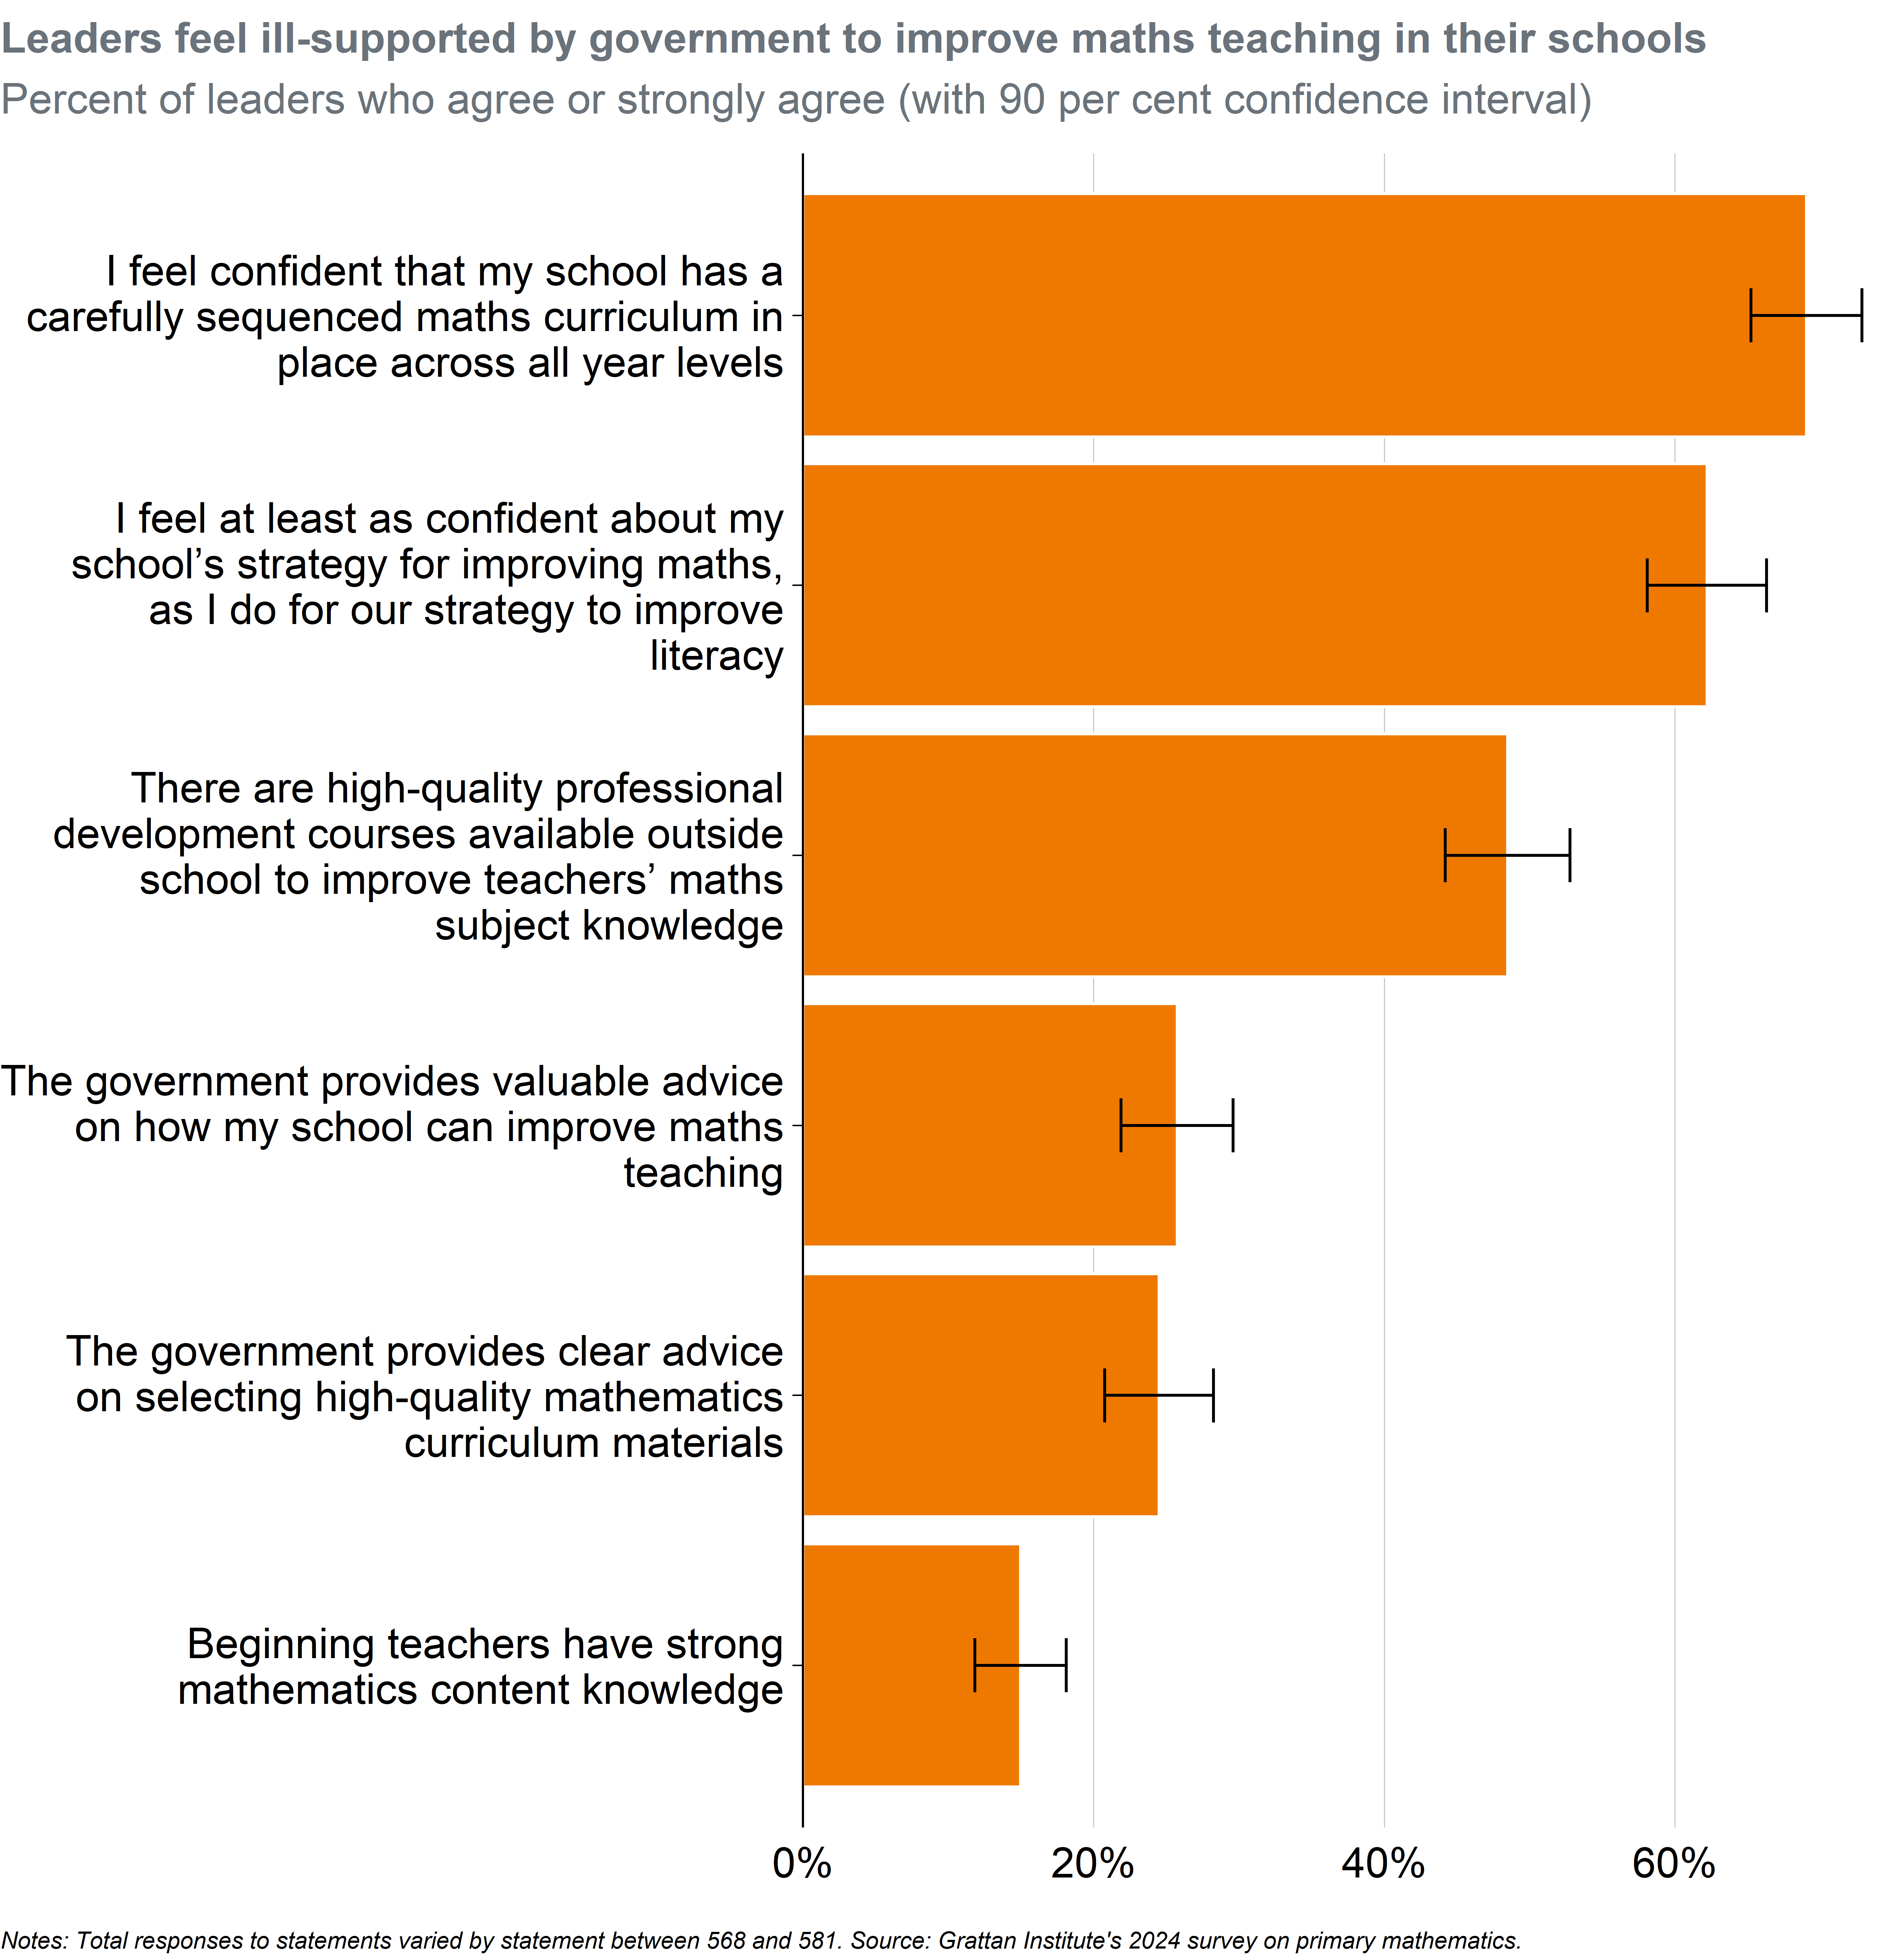 Leaders feel ill-supported by government to improve maths teaching in their schools
Percent of leaders who agree or strongly agree (with 90 per cent confidence interval)
I feel confident that my school has a
carefully sequenced maths curriculum in
place across all year levels
I feel at least as confident about my
school’s strategy for improving maths,
as I do for our strategy to improve
literacy
There are high-quality professional
development courses available outside
school to improve teachers’ maths
subject knowledge
The government provides valuable advice
on how my school can improve maths
teaching
The government provides clear advice
on selecting high-quality mathematics
curriculum materials
Beginning teachers have strong
mathematics content knowledge
0% 20% 40% 60%
Notes: Total responses to statements varied by statement between 568 and 581. Source: Grattan Institute's 2024 survey on primary mathematics.